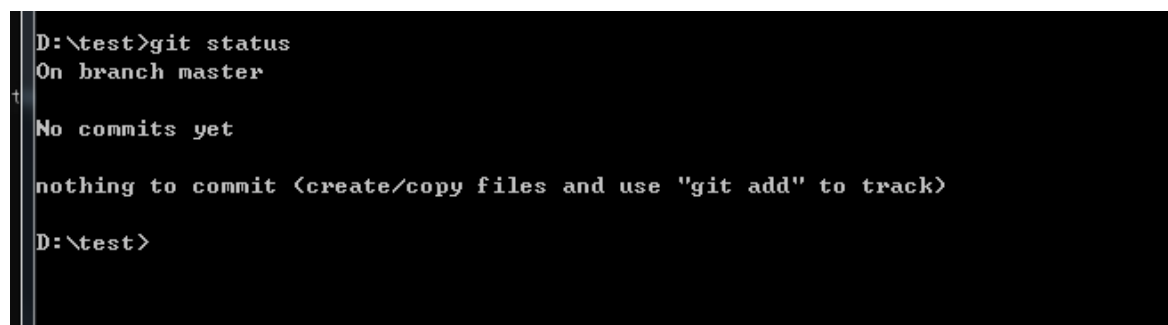 D:\test>git status
On branch master
t
No commits yet
nothing to commit (create/copy files and use "git add" to track)
D:\test>